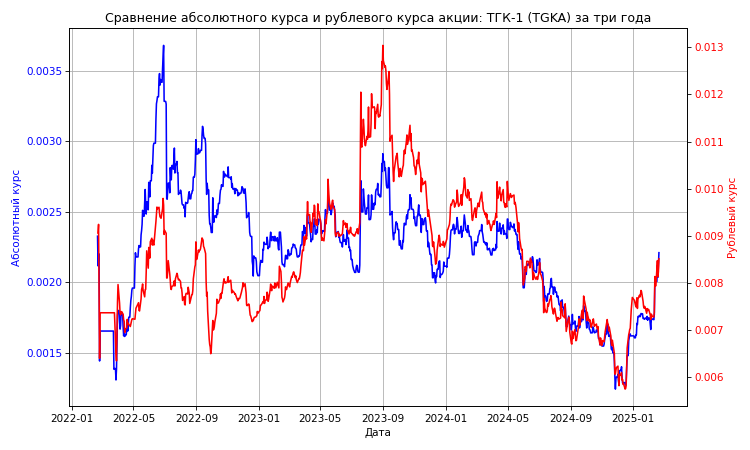 Сравнение абсолютного курса и рублевого курса акции: ТГК-1 (TGKA) за три года
Абсолютный курс
0.0035
0.0030
0.0025
0.0020
0.0015
0.013
0.012
0.011
0.010
0.009
0.008
0.007
0.006
Рублевый курс
2022-01 2022-05 2022-09 2023-01 2023-05 2023-09 2024-01 2024-05 2024-09 2025-01
Дата